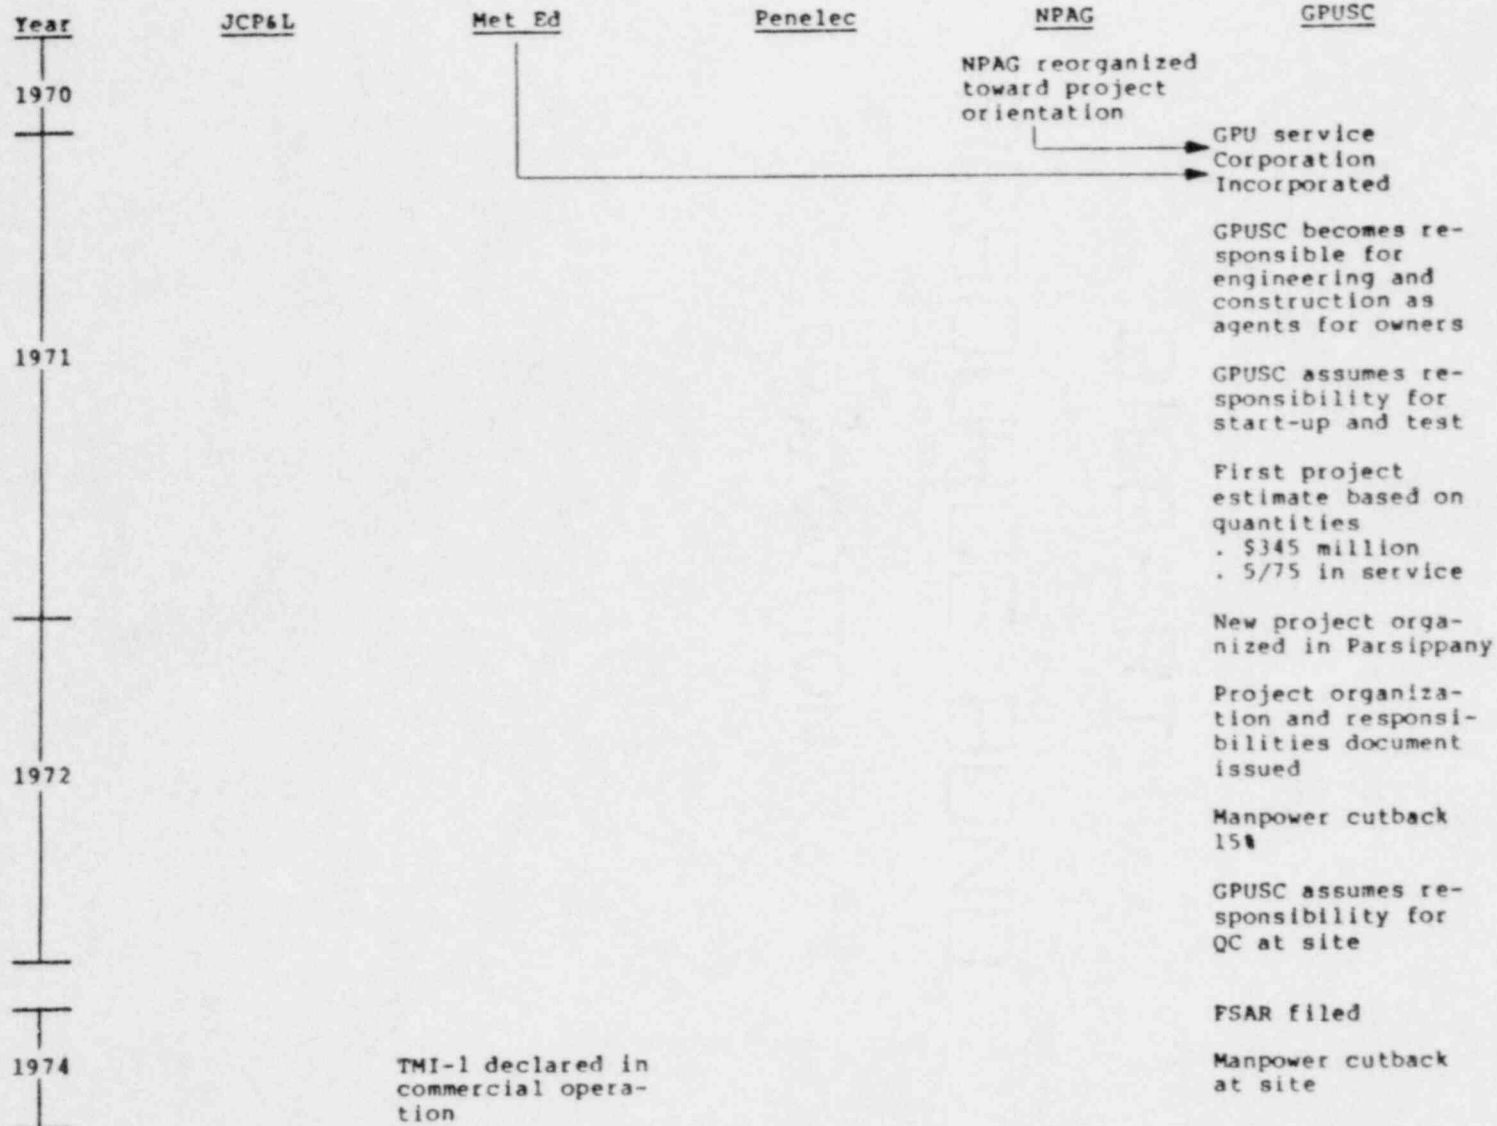 Year JCP&L Met Ed Penelec NPAG GPUSC
1970
NPAG reorganized
toward project
orientation
GPU service
Corporation
Incorporated
GPUSC becomes re-
sponsible for
engineering and
construction as
agents for owners
1971
GPUSC assumes re-
sponsibility for
start-up and test
First project
estimate based on
quantities
. $345 million
. 5/75 in service
New project orga-
nized in Parsippany
Project organiza-
tion and responsi-
bilities document
issued
1972
Manpower cutback
15%
GPUSC assumes re-
sponsibility for
QC at site
FSAR filed
1974
TMI-1 declared in
commercial opera-
tion
Manpower cutback
at site